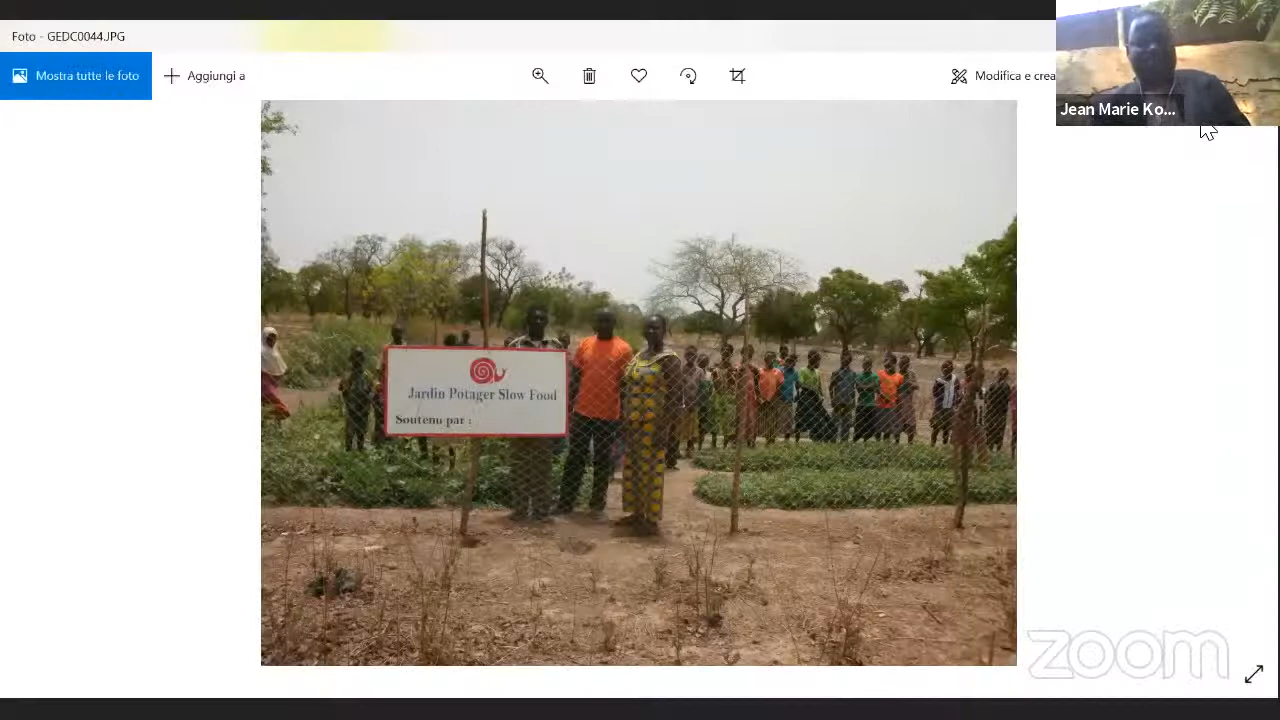 Foto - GEDC0044.JPG
Mostra tutte le foto
Aggiungi a
Modifica e crea
Jean Marie Ko...
Jardin Potager Slow Food
Soutenu par :
zoom